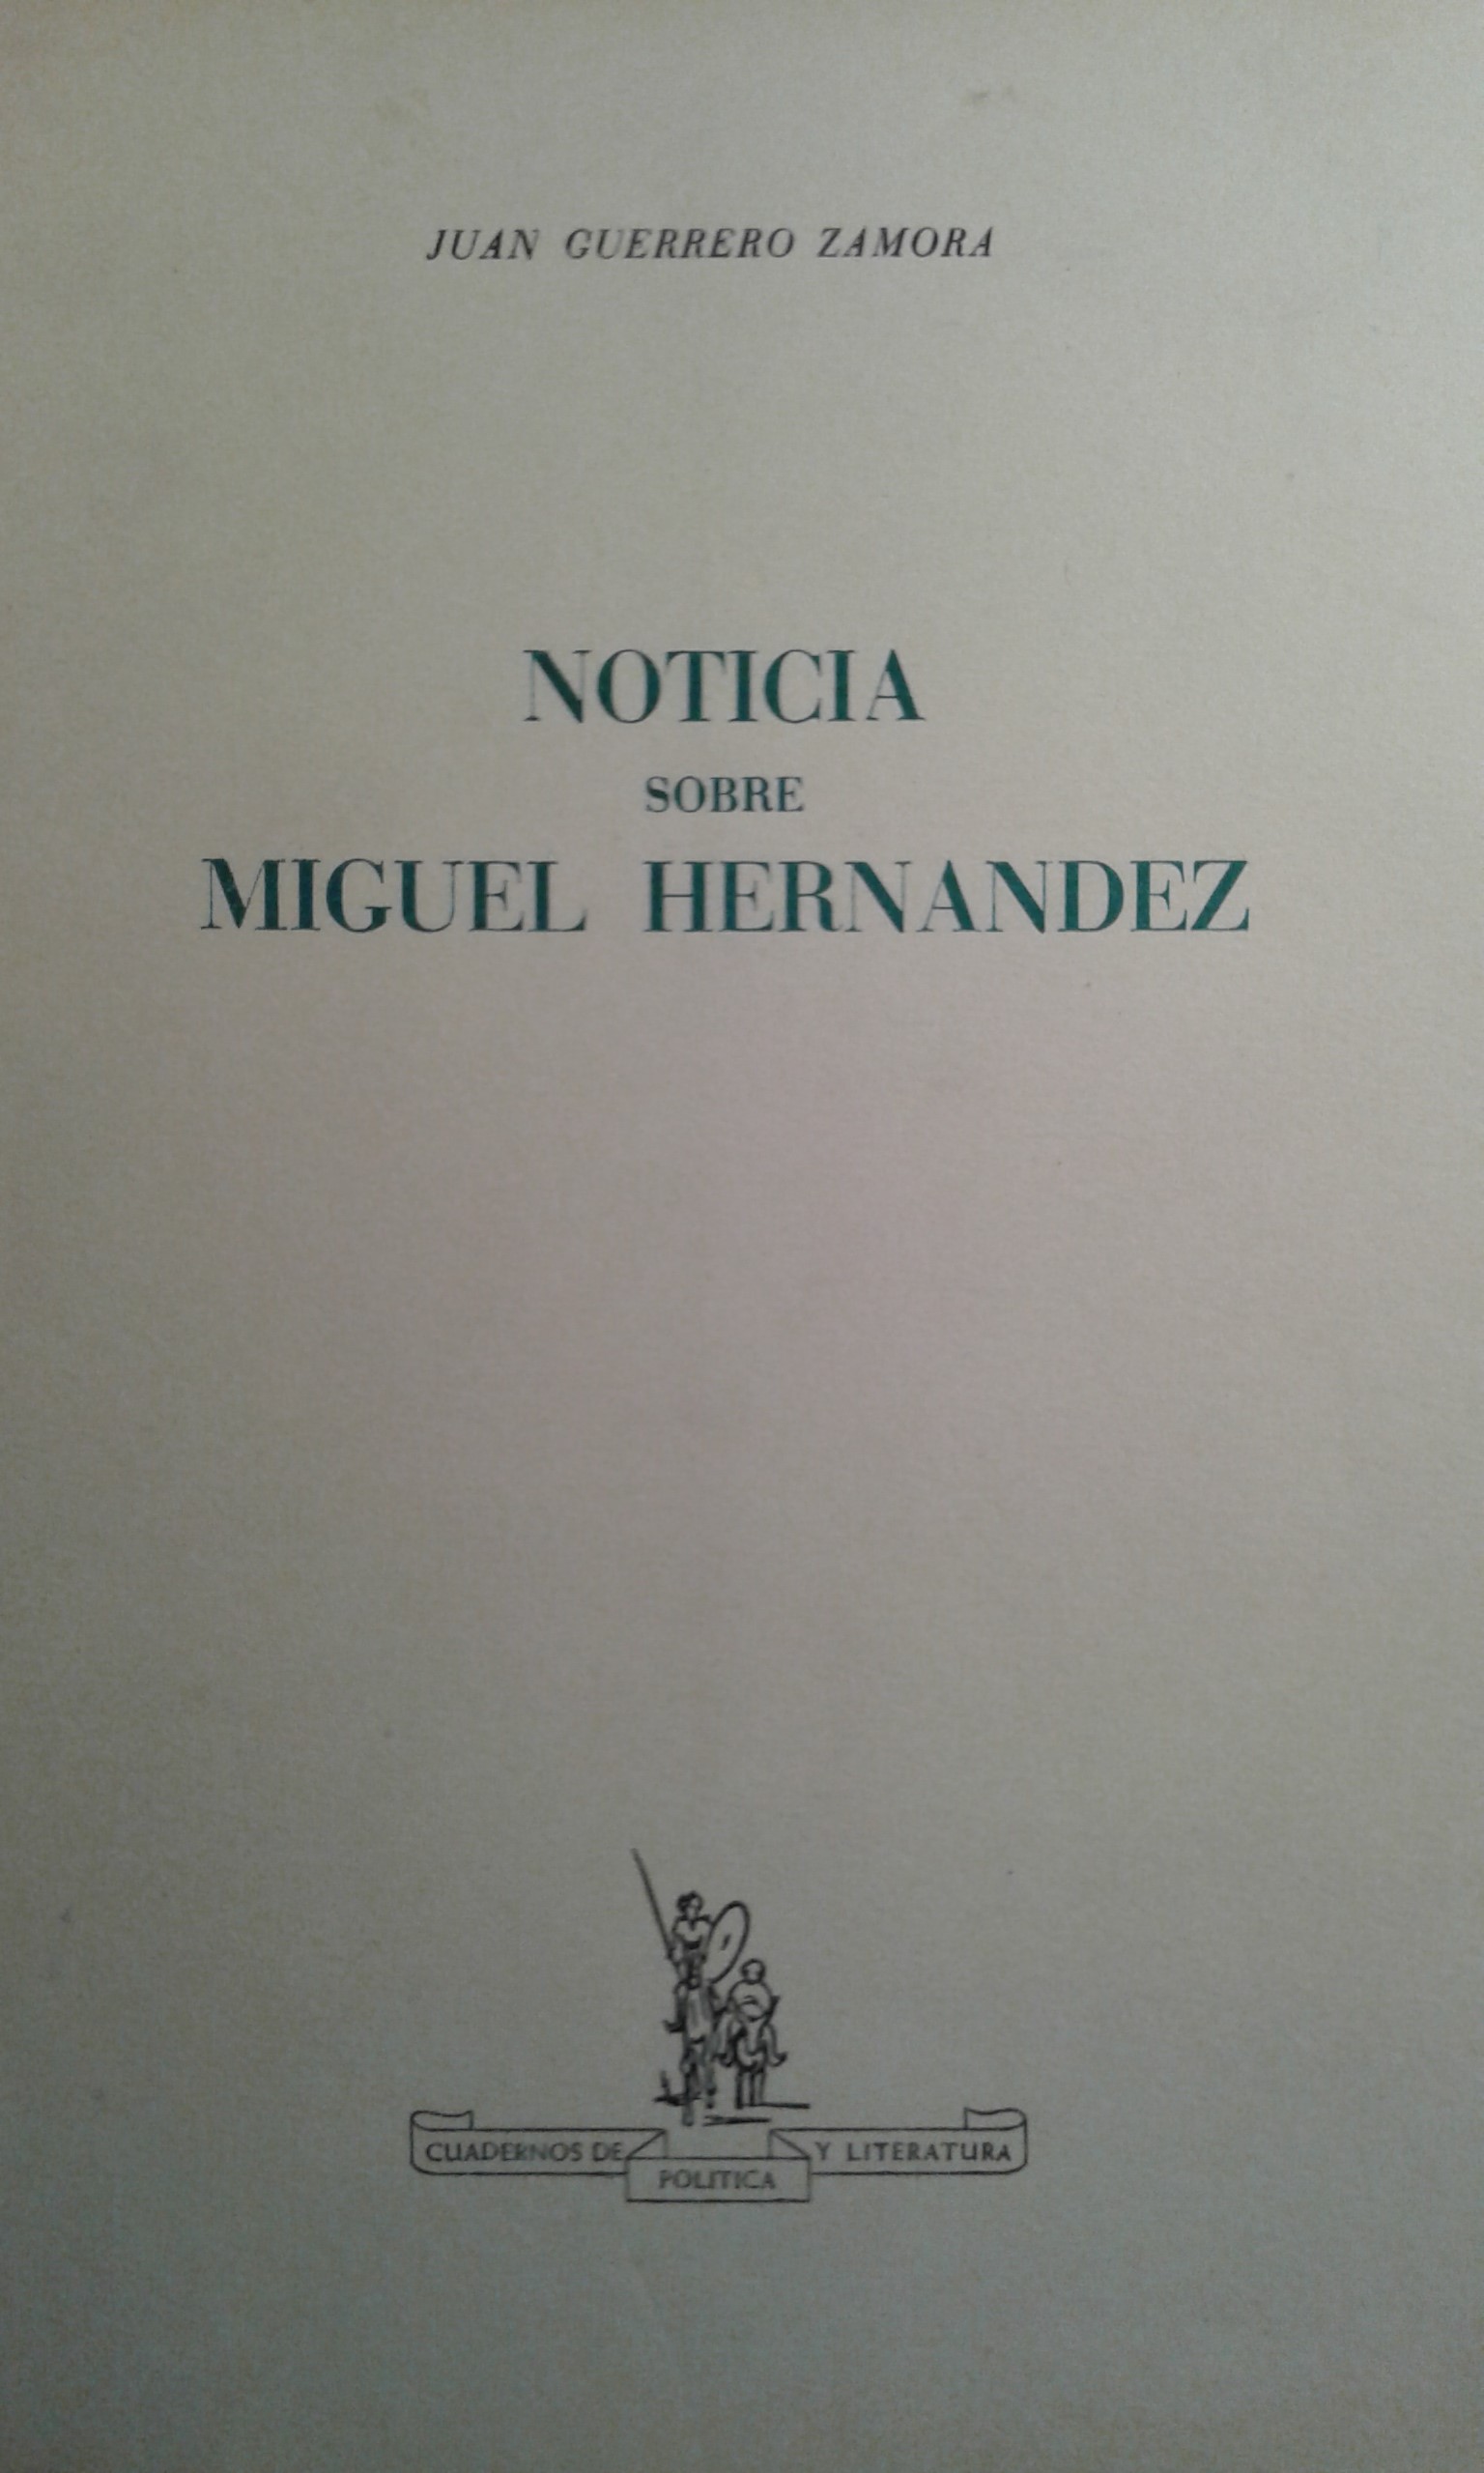 JUAN GUERRERO ZAMORA
NOTICIA
SOBRE
MIGUEL HERNANDEZ
CUADERNOS DE
POLITICA
Y LITERATURA